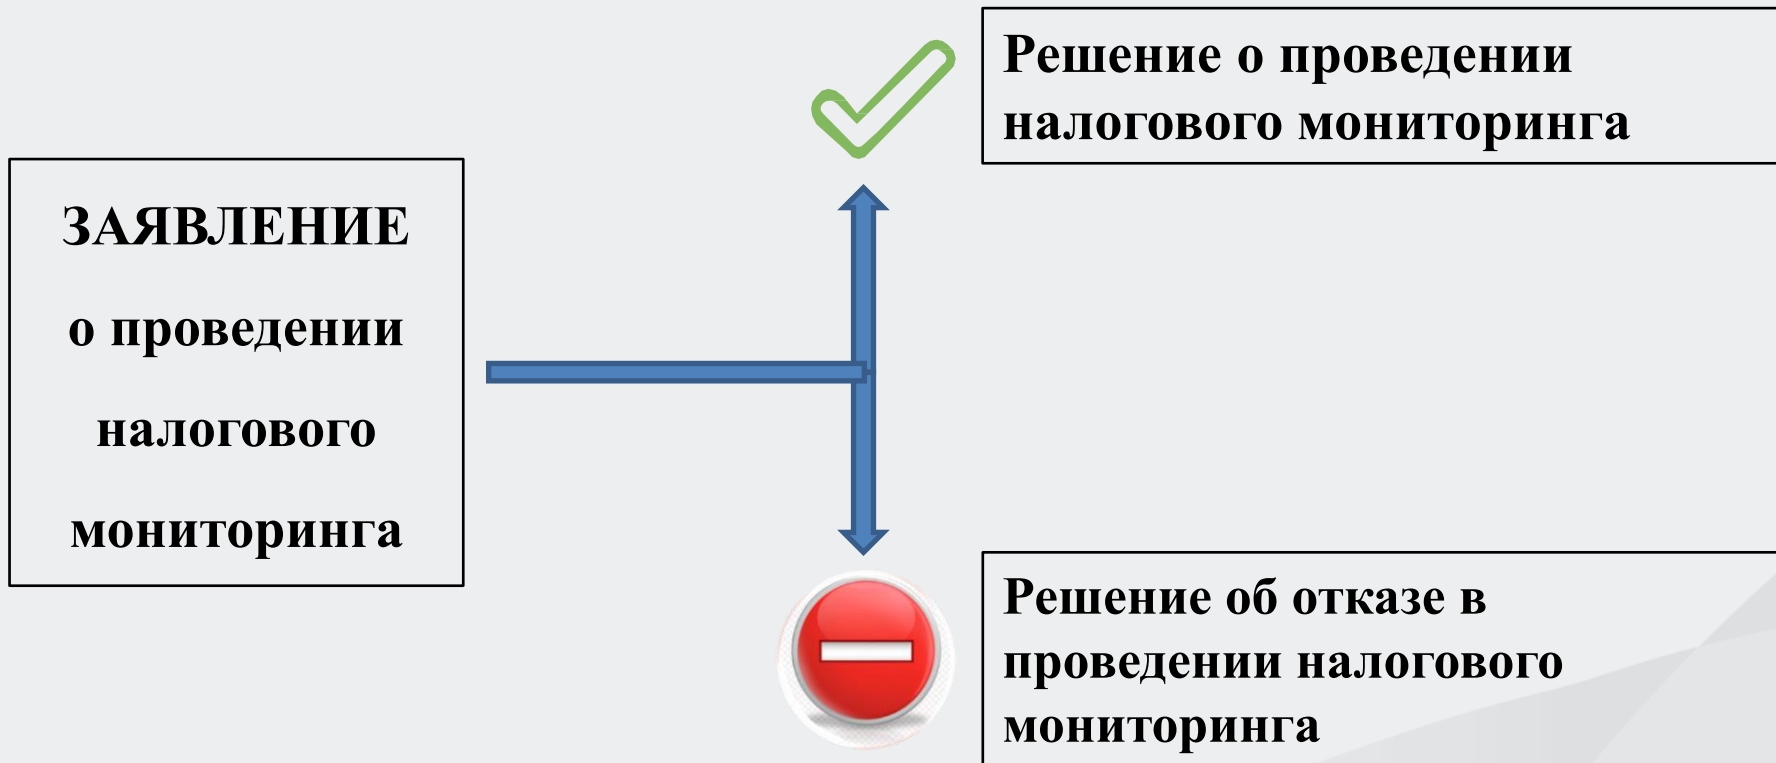 ЗАЯВЛЕНИЕ
о проведении
налогового
мониторинга
Решение о проведении
налогового мониторинга
Решение об отказе в
проведении налогового
мониторинга